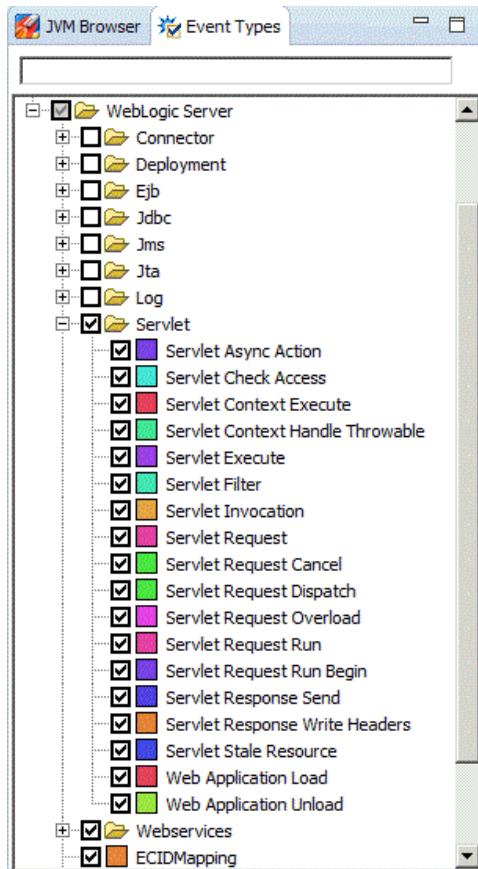 JVM Browser Event Types
WebLogic Server
Connector
Deployment
Ejb
Jdbc
Jms
Jta
Log
Servlet
Servlet Async Action
Servlet Check Access
Servlet Context Execute
Servlet Context Handle Throwable
Servlet Execute
Servlet Filter
Servlet Invocation
Servlet Request
Servlet Request Cancel
Servlet Request Dispatch
Servlet Request Overload
Servlet Request Run
Servlet Request Run Begin
Servlet Response Send
Servlet Response Write Headers
Servlet Stale Resource
Web Application Load
Web Application Unload
Webservices
ECIDMapping